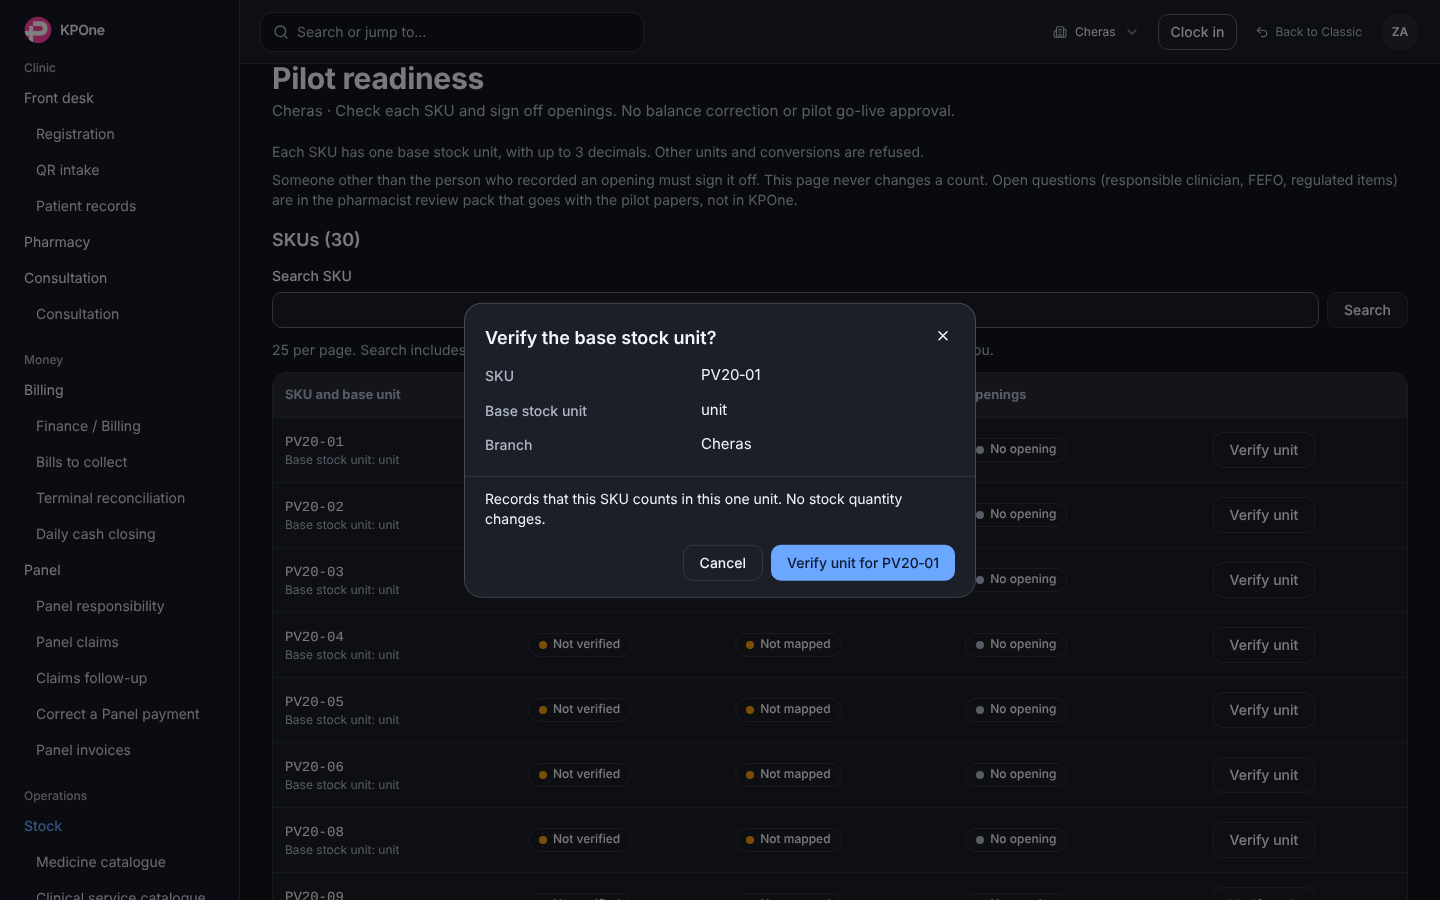 KPOne
Search or jump to...
Cheras
Clock in
Back to Classic
ZA
Clinic
Front desk
Registration
QR intake
Patient records
Pharmacy
Consultation
Consultation
Money
Billing
Finance / Billing
Bills to collect
Terminal reconciliation
Daily cash closing
Panel
Panel responsibility
Panel claims
Claims follow-up
Correct a Panel payment
Panel invoices
Operations
Stock
Medicine catalogue
Clinical service catalogue
Pilot readiness
Cheras · Check each SKU and sign off openings. No balance correction or pilot go-live approval.
Each SKU has one base stock unit, with up to 3 decimals. Other units and conversions are refused.
Someone other than the person who recorded an opening must sign it off. This page never changes a count. Open questions (responsible clinician, FEFO, regulated items)
are in the pharmacist review pack that goes with the pilot papers, not in KPOne.
SKUs (30)
Search SKU
Search
25 per page. Search includes
ou.
SKU and base unit
penings
PV20-01
Base stock unit: unit
No opening
Verify unit
PV20-02
Base stock unit: unit
No opening
Verify unit
PV20-03
Base stock unit: unit
No opening
Verify unit
PV20-04
Base stock unit: unit
Not verified
Not mapped
No opening
Verify unit
PV20-05
Base stock unit: unit
Not verified
Not mapped
No opening
Verify unit
PV20-06
Base stock unit: unit
Not verified
Not mapped
No opening
Verify unit
PV20-08
Base stock unit: unit
Not verified
Not mapped
No opening
Verify unit
PV20-09
Verify the base stock unit?
SKU
PV20-01
Base stock unit
unit
Branch
Cheras
Records that this SKU counts in this one unit. No stock quantity
changes.
Cancel
Verify unit for PV20-01